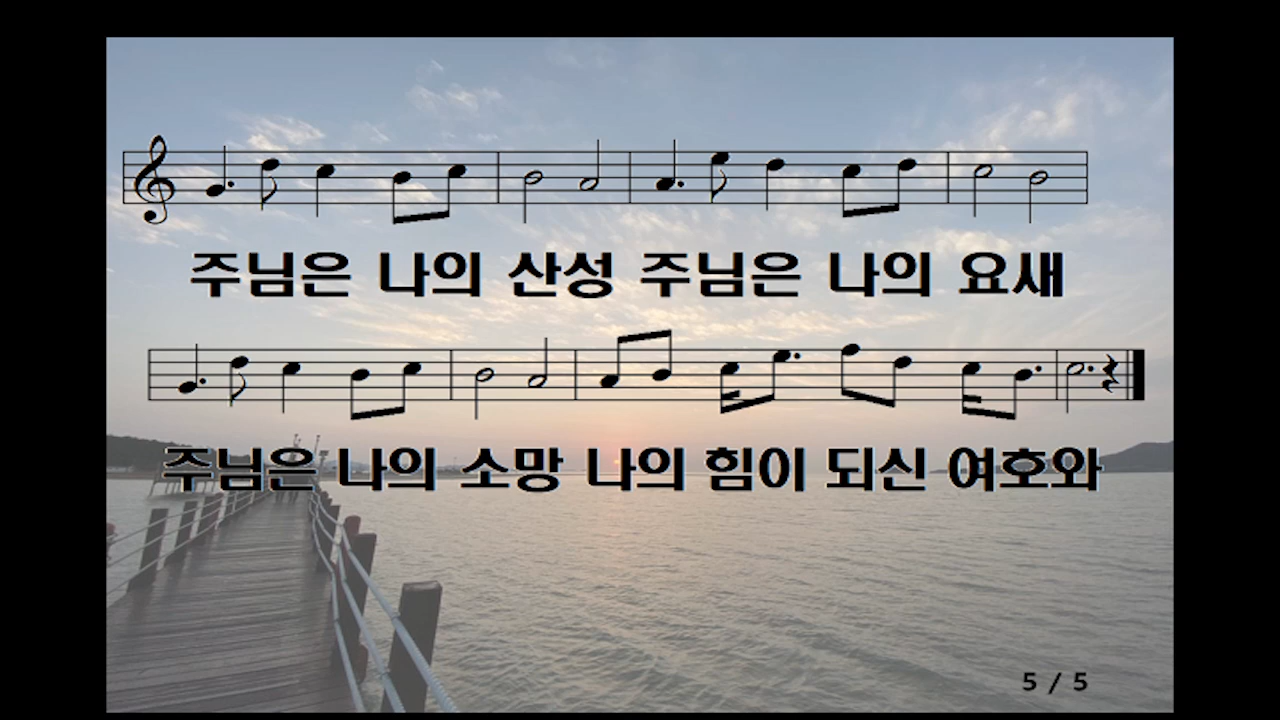 주님은 나의 산성 주님은 나의 요새
주님은 나의 소망 나의 힘이 되신 여호와
5 / 5